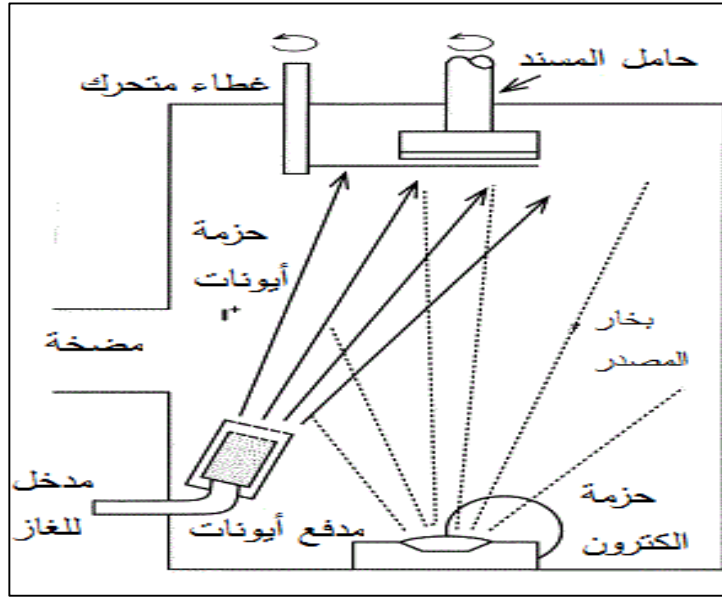 حامل المسند
غطاء متحرك
حزمة
أيونات
I⁺
مضخة
بخار
المصدر
مدخل
للغاز
مدفع أيونات
حزمة
الكترون